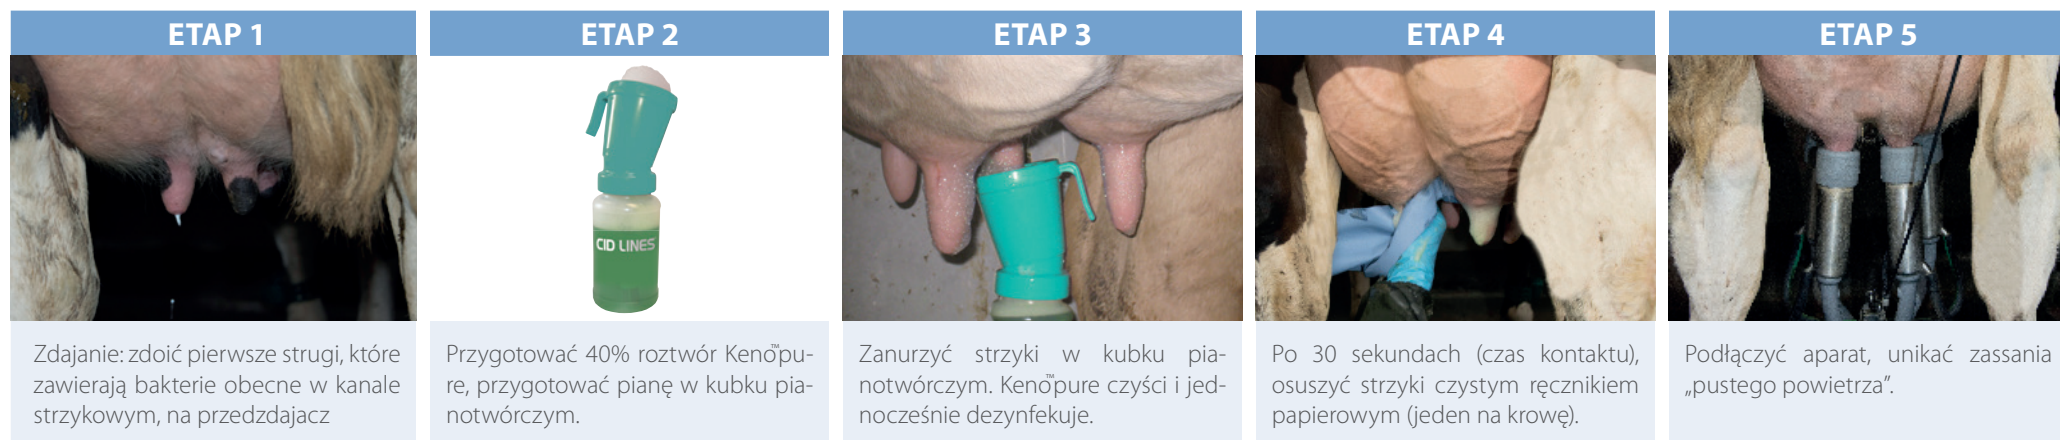 ETAP 1
Zdajanie: zdoić pierwsze strugi, które
zawierają bakterie obecne w kanale
strzykowym, na przedzdajacz
ETAP 2
CID LINES
Przygotować 40% roztwór Keno™pu-
re, przygotować pianę w kubku pia-
notwórczym.
ETAP 3
Zanurzyć strzyki w kubku pia-
notwórczym. Keno™pure czyści i jed-
nocześnie dezynfekuje.
ETAP 4
Po 30 sekundach (czas kontaktu),
osuszyć strzyki czystym ręcznikiem
papierowym (jeden na krowę).
ETAP 5
Podłączyć aparat, unikać zassania
„pustego powietrza”.